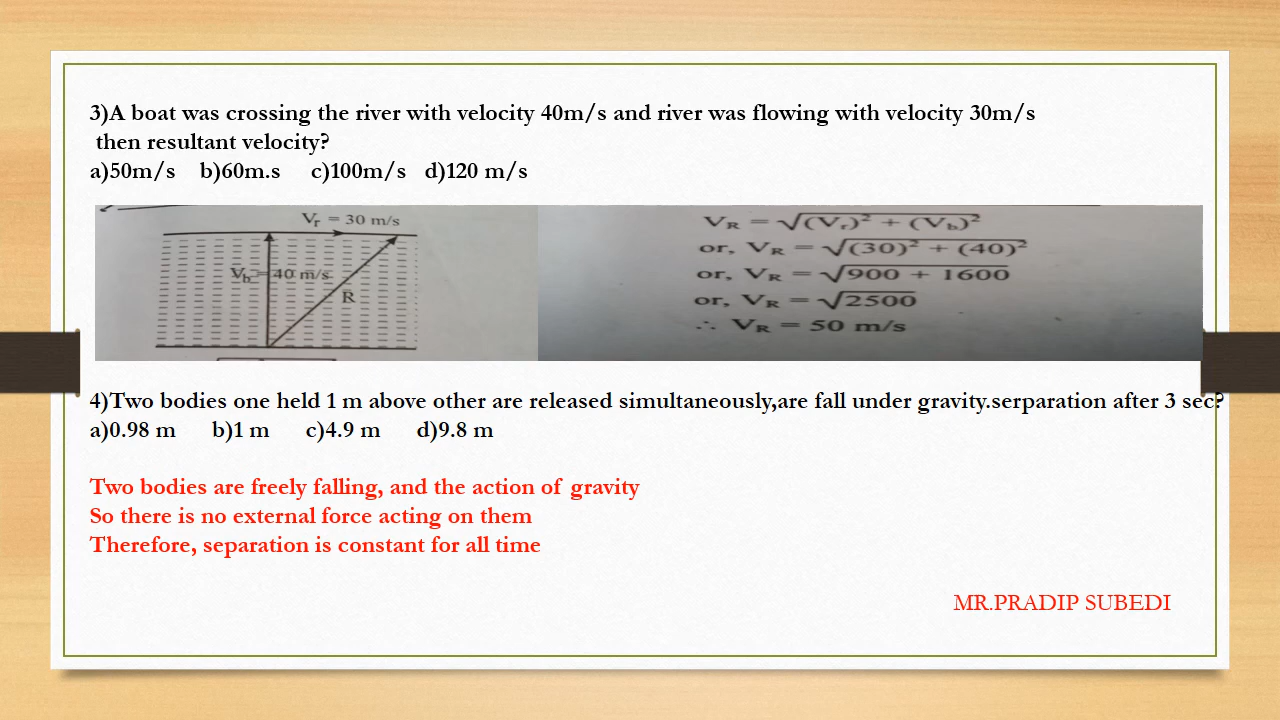 3)A boat was crossing the river with velocity 40m/s and river was flowing with velocity 30m/s
then resultant velocity?
a)50m/s b)60m.s c)100m/s d)120 m/s
Vr = 30 m/s
Vb = 40 m/s
R
VR = √(Vr)² + (Vb)²
or, VR = √(30)² + (40)²
or, VR = √900 + 1600
or, VR = √2500
∴ VR = 50 m/s
4)Two bodies one held 1 m above other are released simultaneously,are fall under gravity.serparation after 3 sec?
a)0.98 m b)1 m c)4.9 m d)9.8 m
Two bodies are freely falling, and the action of gravity
So there is no external force acting on them
Therefore, separation is constant for all time
MR.PRADIP SUBEDI